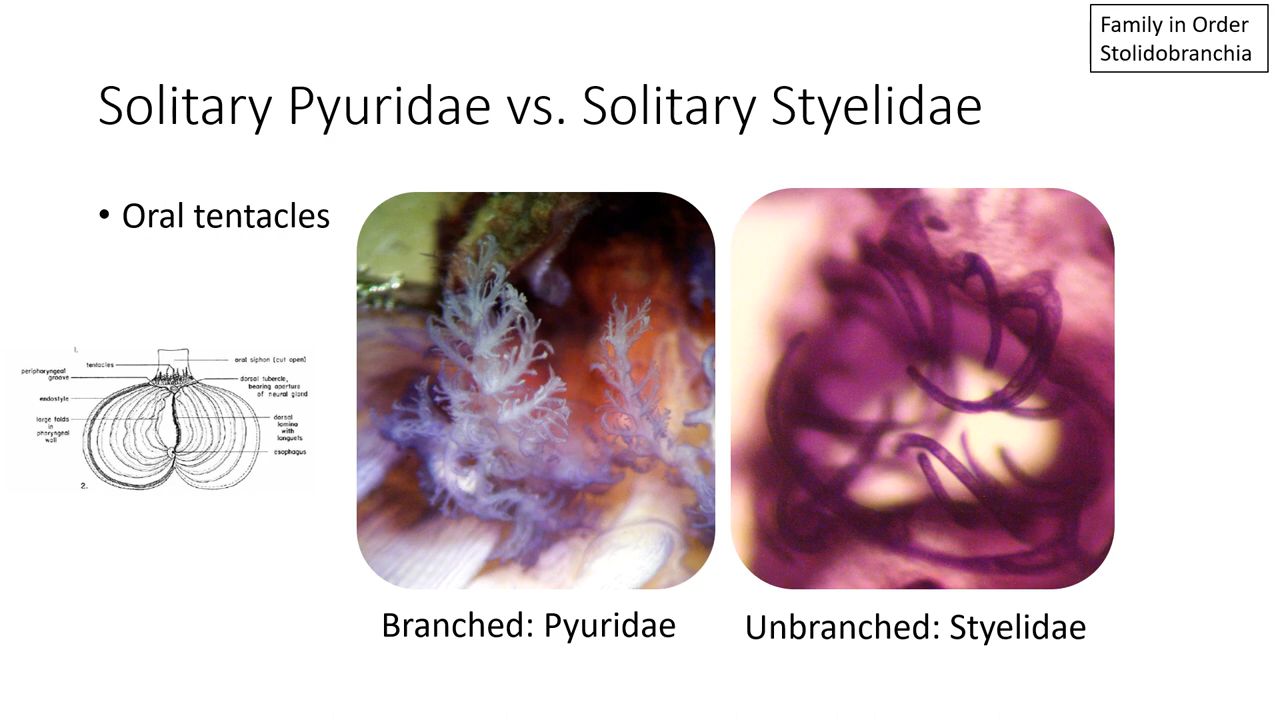 Family in Order
Stolidobranchia
Solitary Pyuridae vs. Solitary Styelidae
• Oral tentacles
1.
tentacles
oral siphon (cut open)
peripharyngeal
groove
dorsal tubercle,
bearing aperture
of neural gland
endostyle
large folds
in
pharyngeal
wall
dorsal
lamina
with
languets
esophagus
2.
Branched: Pyuridae
Unbranched: Styelidae